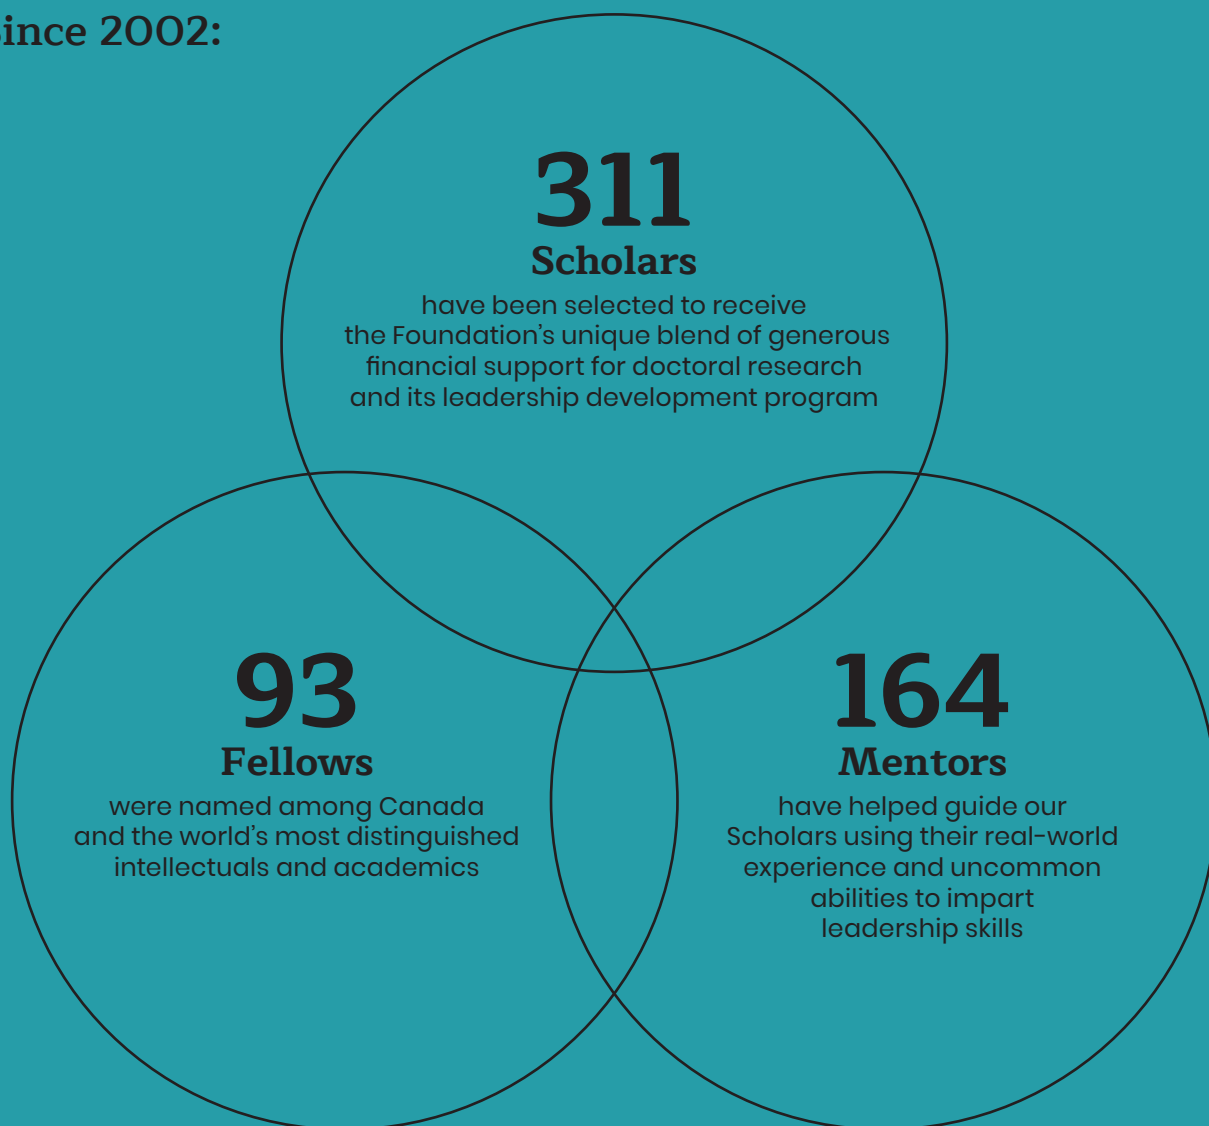 ince 2002:
311
Scholars
have been selected to receive
the Foundation’s unique blend of generous
financial support for doctoral research
and its leadership development program
93
Fellows
were named among Canada
and the world’s most distinguished
intellectuals and academics
164
Mentors
have helped guide our
Scholars using their real-world
experience and uncommon
abilities to impart
leadership skills